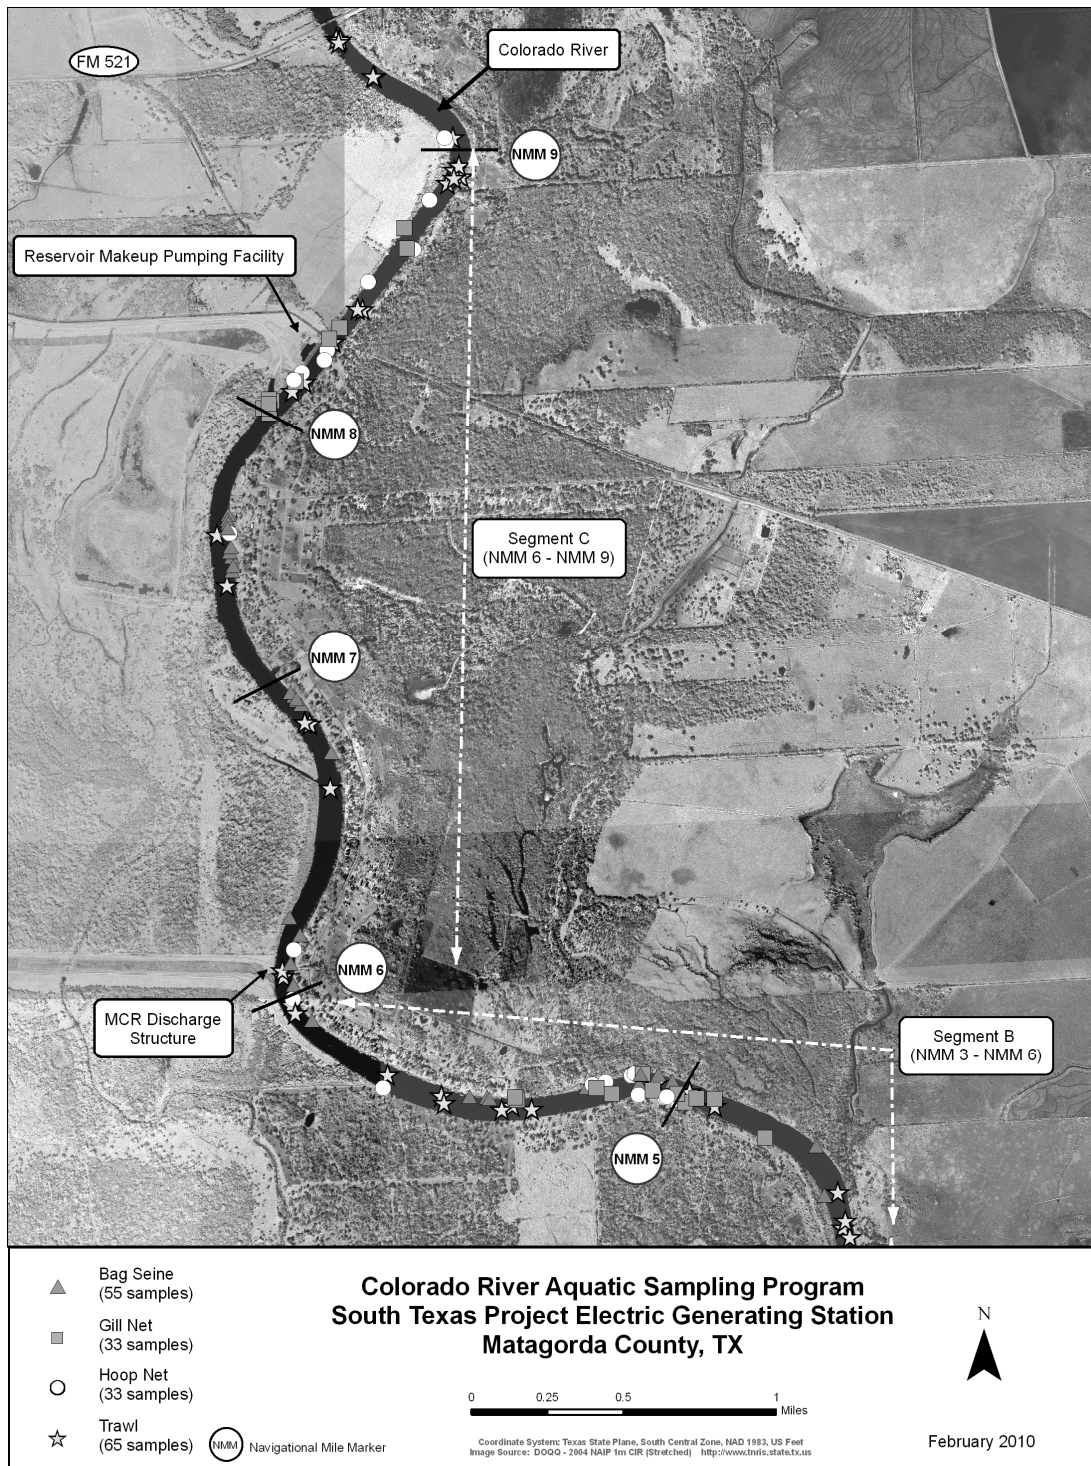 FM 521
Colorado River
NMM 9
Reservoir Makeup Pumping Facility
NMM 8
Segment C
(NMM 6 - NMM 9)
NMM 7
NMM 6
MCR Discharge
Structure
Segment B
(NMM 3 - NMM 6)
NMM 5
Bag Seine
(55 samples)
Gill Net
(33 samples)
Hoop Net
(33 samples)
Trawl
(65 samples)
NMM Navigational Mile Marker
Colorado River Aquatic Sampling Program
South Texas Project Electric Generating Station
Matagorda County, TX
0 0.25 0.5 1
Miles
Coordinate System: Texas State Plane, South Central Zone, NAD 1983, US Feet
Image Source: DOQQ - 2004 NAIP 1m CIR (Stretched) http://www.tnris.state.tx.us
N
February 2010